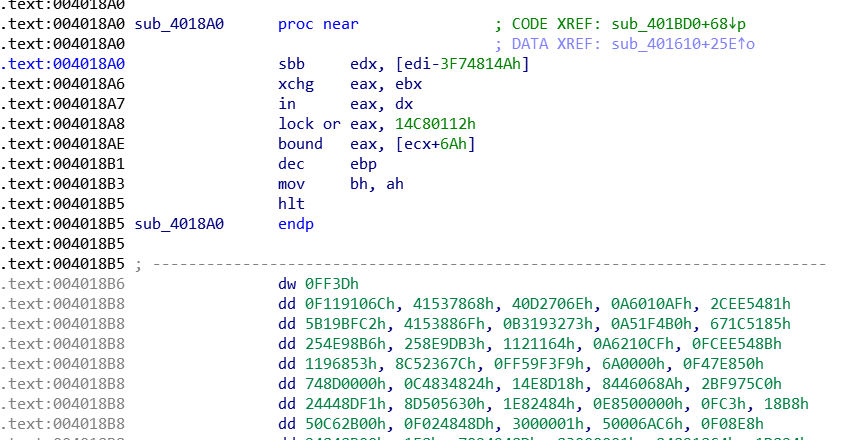 .text:004018A0
.text:004018A0 sub_4018A0 proc near ; CODE XREF: sub_401BD0+68↓p
.text:004018A0 ; DATA XREF: sub_401610+25E↑o
.text:004018A0 sbb edx, [edi-3F74814Ah]
.text:004018A6 xchg eax, ebx
.text:004018A7 in eax, dx
.text:004018A8 lock or eax, 14C80112h
.text:004018AE bound eax, [ecx+6Ah]
.text:004018B1 dec ebp
.text:004018B3 mov bh, ah
.text:004018B5 hlt
.text:004018B5 sub_4018A0 endp
.text:004018B5
.text:004018B5 ; ---------------------------------------------------------------------------
.text:004018B6 dw 0FF3Dh
.text:004018B8 dd 0F119106Ch, 41537868h, 40D2706Eh, 0A6010AFh, 2CEE5481h
.text:004018B8 dd 5B19BFC2h, 4153886Fh, 0B3193273h, 0A51F4B0h, 671C5185h
.text:004018B8 dd 254E98B6h, 258E9DB3h, 1121164h, 0A6210CFh, 0FCEE548Bh
.text:004018B8 dd 1196853h, 8C52367Ch, 0FF59F3F9h, 6A0000h, 0F47E850h
.text:004018B8 dd 748D0000h, 0C4834824h, 14E8D18h, 8446068Ah, 2BF975C0h
.text:004018B8 dd 24448DF1h, 8D505630h, 1E82484h, 0E8500000h, 0FC3h, 18B8h
.text:004018B8 dd 50C62B00h, 0F024848Dh, 3000001h, 50006AC6h, 0F08E8h